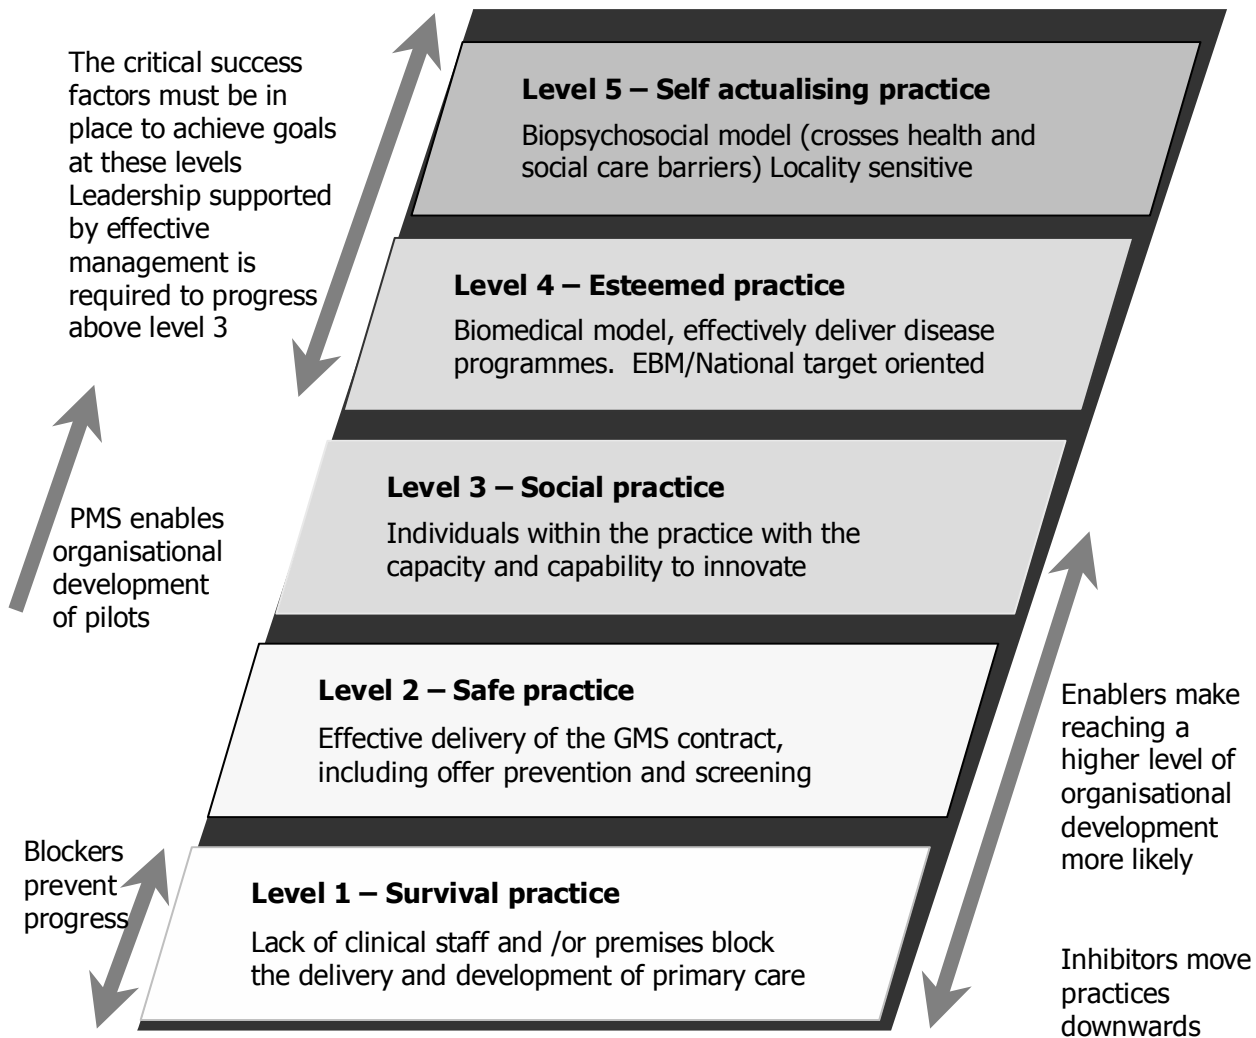 The critical success
factors must be in
place to achieve goals
at these levels
Leadership supported
by effective
management is
required to progress
above level 3
Level 5 – Self actualising practice
Biopsychosocial model (crosses health and
social care barriers) Locality sensitive
Level 4 – Esteemed practice
Biomedical model, effectively deliver disease
programmes.  EBM/National target oriented
PMS enables
organisational
development
of pilots
Level 3 – Social practice
Individuals within the practice with the
capacity and capability to innovate
Level 2 – Safe practice
Effective delivery of the GMS contract,
including offer prevention and screening
Enablers make
reaching a
higher level of
organisational
development
more likely
Blockers
prevent
progress
Level 1 – Survival practice
Lack of clinical staff and /or premises block
the delivery and development of primary care
Inhibitors move
practices
downwards